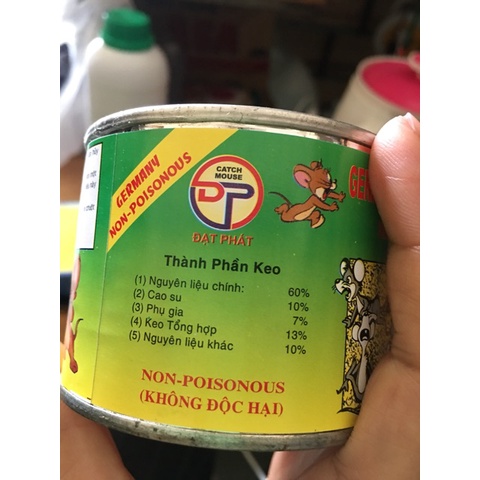 GERMANY
NON-POISONOUS
CATCH
MOUSE
DP
ĐẠT PHÁT
Thành Phần Keo
(1) Nguyên liệu chính: 60%
(2) Cao su 10%
(3) Phụ gia 7%
(4) Keo Tổng hợp 13%
(5) Nguyên liệu khác 10%
NON-POISONOUS
(KHÔNG ĐỘC HẠI)